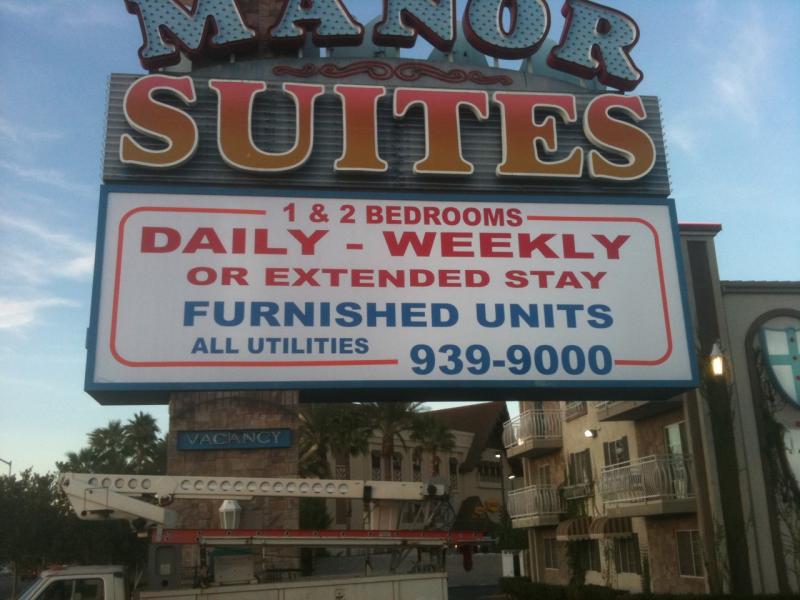 MANOR
SUITES
1 & 2 BEDROOMS
DAILY - WEEKLY
OR EXTENDED STAY
FURNISHED UNITS
ALL UTILITIES 939-9000
VACANCY